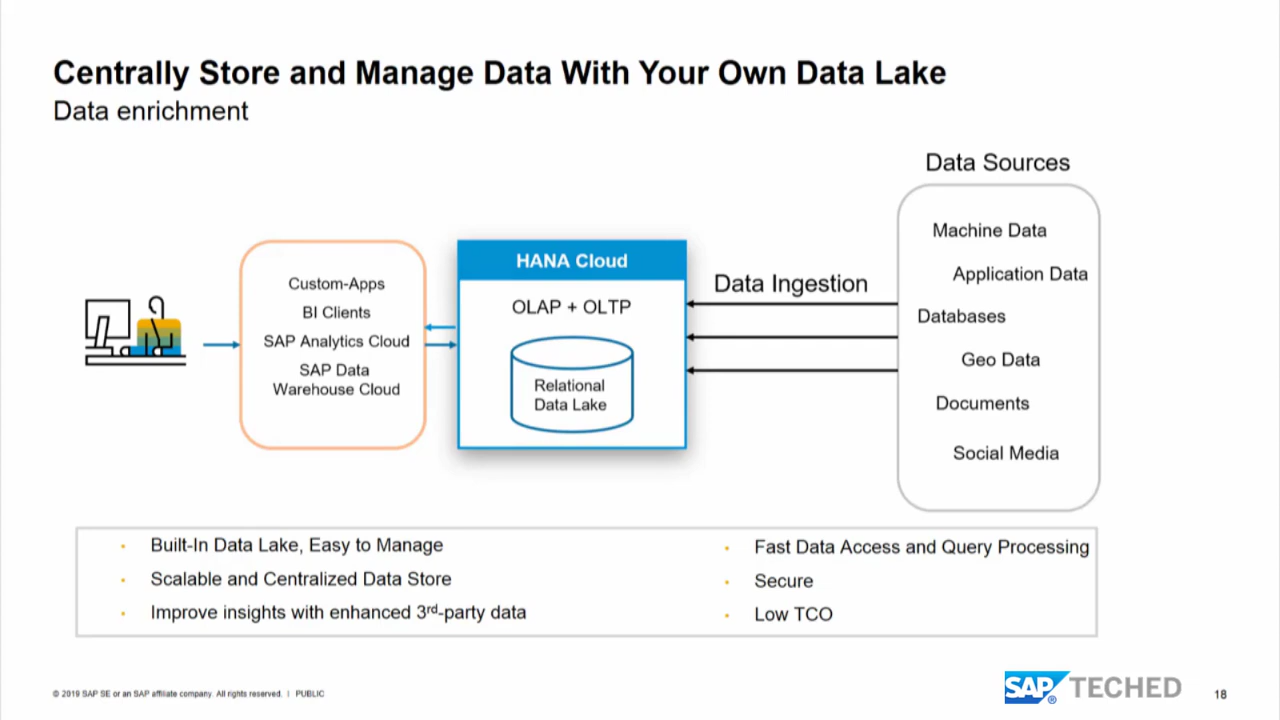 Centrally Store and Manage Data With Your Own Data Lake
Data enrichment
Custom-Apps
BI Clients
SAP Analytics Cloud
SAP Data
Warehouse Cloud
HANA Cloud
OLAP + OLTP
Relational
Data Lake
Data Ingestion
Data Sources
Machine Data
Application Data
Databases
Geo Data
Documents
Social Media
· Built-In Data Lake, Easy to Manage
· Scalable and Centralized Data Store
· Improve insights with enhanced 3rd-party data
· Fast Data Access and Query Processing
· Secure
· Low TCO
© 2019 SAP SE or an SAP affiliate company. All rights reserved. | PUBLIC
SAP® TECHED
18